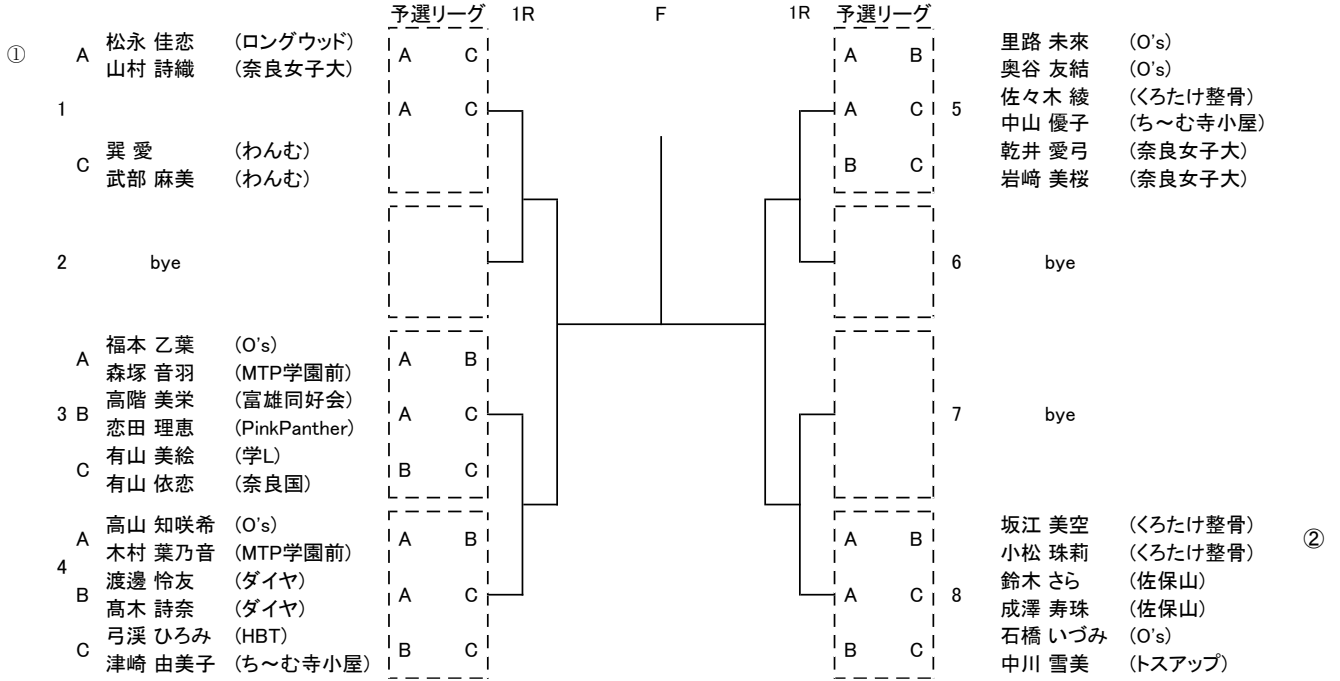 予選リーグ 1R F 1R 予選リーグ
①
A 松永 佳恋 (ロングウッド) A C
山村 詩織 (奈良女子大)
1 A C
C 巽 愛 (わんむ)
武部 麻美 (わんむ)
2 bye
A 福本 乙葉 (O's) A B
森塚 音羽 (MTP学園前)
3 B 高階 美栄 (富雄同好会) A C
恋田 理恵 (PinkPanther)
C 有山 美絵 (学L) B C
有山 依恋 (奈良国)
A 高山 知咲希 (O's) A B
木村 葉乃音 (MTP学園前)
4
B 渡邊 怜友 (ダイヤ) A C
髙木 詩奈 (ダイヤ)
C 弓渓 ひろみ (HBT) B C
津崎 由美子 (ち～む寺小屋)
A B 里路 未來 (O's)
奥谷 友結 (O's)
A C 5 佐々木 綾 (くろたけ整骨)
中山 優子 (ち～む寺小屋)
B C 乾井 愛弓 (奈良女子大)
岩﨑 美桜 (奈良女子大)
6 bye
7 bye
A B 坂江 美空 (くろたけ整骨)
小松 珠莉 (くろたけ整骨)
②
A C 8 鈴木 さら (佐保山)
成澤 寿珠 (佐保山)
B C 石橋 いづみ (O's)
中川 雪美 (トスアップ)